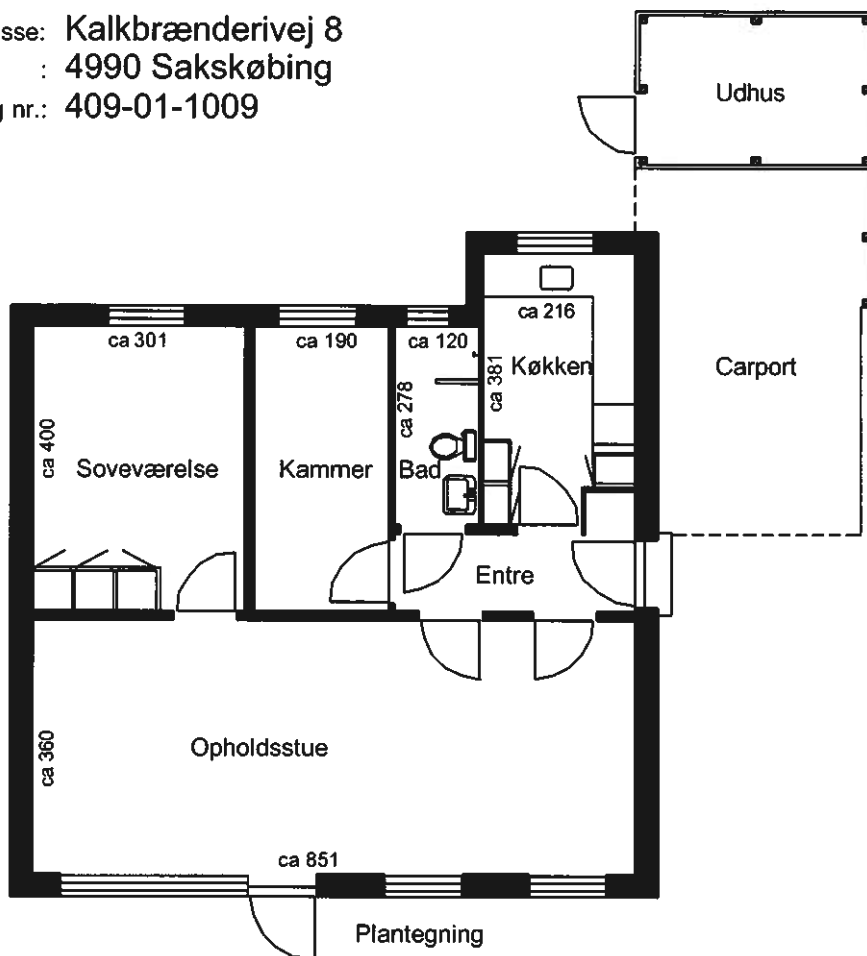 sse: Kalkbrænderivej 8
: 4990 Sakskøbing
g nr.: 409-01-1009
Udhus
ca 301
ca 190
ca 120
ca 216
Køkken
ca 381
Carport
ca 278
ca 400
Soveværelse
Kammer
Bad
Entre
Opholdsstue
ca 360
ca 851
Plantegning